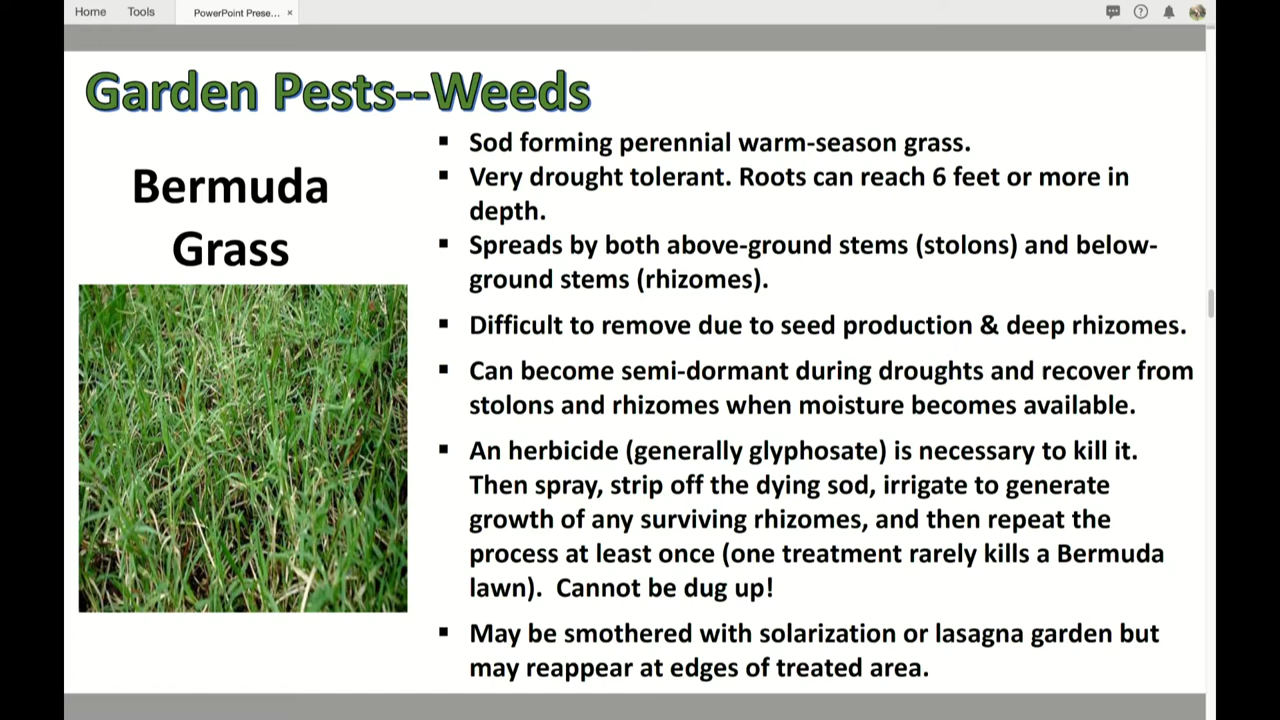 Home Tools PowerPoint Prese... ×
Garden Pests--Weeds
Bermuda
Grass
▪ Sod forming perennial warm-season grass.
▪ Very drought tolerant. Roots can reach 6 feet or more in
depth.
▪ Spreads by both above-ground stems (stolons) and below-
ground stems (rhizomes).
▪ Difficult to remove due to seed production & deep rhizomes.
▪ Can become semi-dormant during droughts and recover from
stolons and rhizomes when moisture becomes available.
▪ An herbicide (generally glyphosate) is necessary to kill it.
Then spray, strip off the dying sod, irrigate to generate
growth of any surviving rhizomes, and then repeat the
process at least once (one treatment rarely kills a Bermuda
lawn).  Cannot be dug up!
▪ May be smothered with solarization or lasagna garden but
may reappear at edges of treated area.